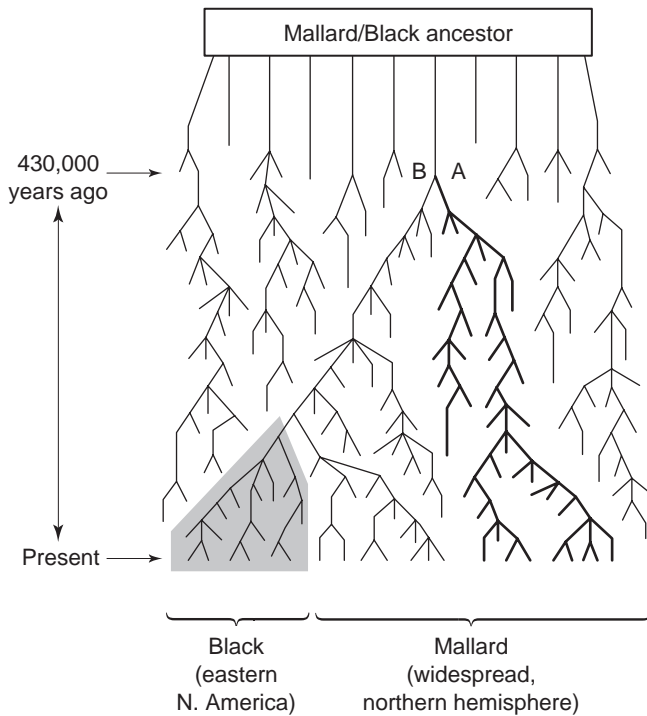 Mallard/Black ancestor
430,000
years ago
B A
Present
Black
(eastern
N. America)
Mallard
(widespread,
northern hemisphere)